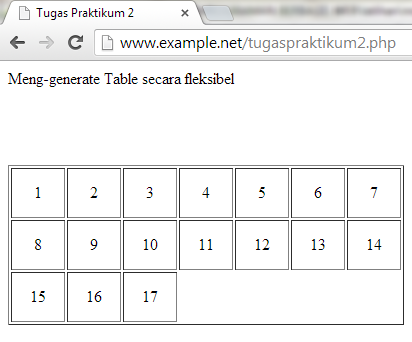 Tugas Praktikum 2
www.example.net/tugaspraktikum2.php
Meng-generate Table secara fleksibel
1 2 3 4 5 6 7
8 9 10 11 12 13 14
15 16 17